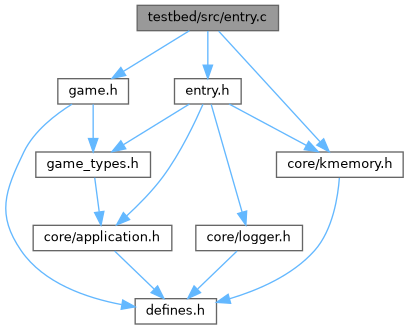 testbed/src/entry.c
game.h
entry.h
game_types.h
core/kmemory.h
core/application.h
core/logger.h
defines.h